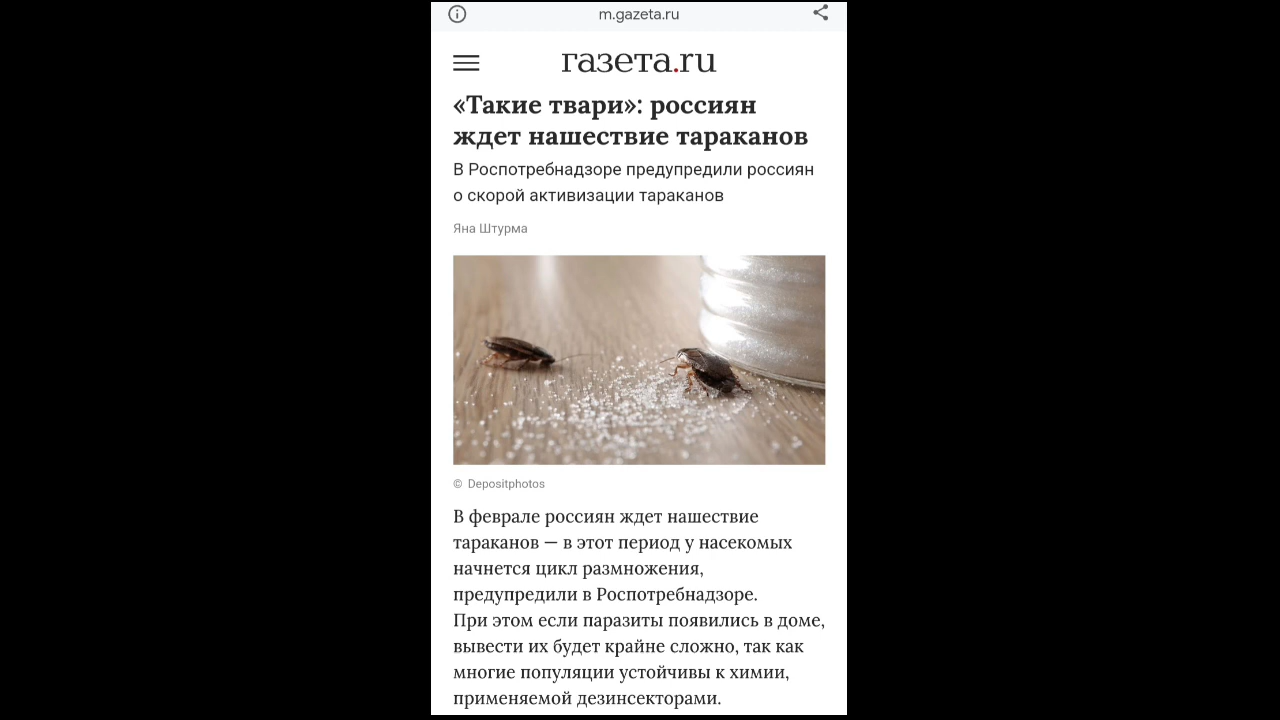 m.gazeta.ru
газета.ru
«Такие твари»: россиян
ждет нашествие тараканов
В Роспотребнадзоре предупредили россиян
о скорой активизации тараканов
Яна Штурма
© Depositphotos
В феврале россиян ждет нашествие
тараканов — в этот период у насекомых
начнется цикл размножения,
предупредили в Роспотребнадзоре.
При этом если паразиты появились в доме,
вывести их будет крайне сложно, так как
многие популяции устойчивы к химии,
применяемой дезинсекторами.